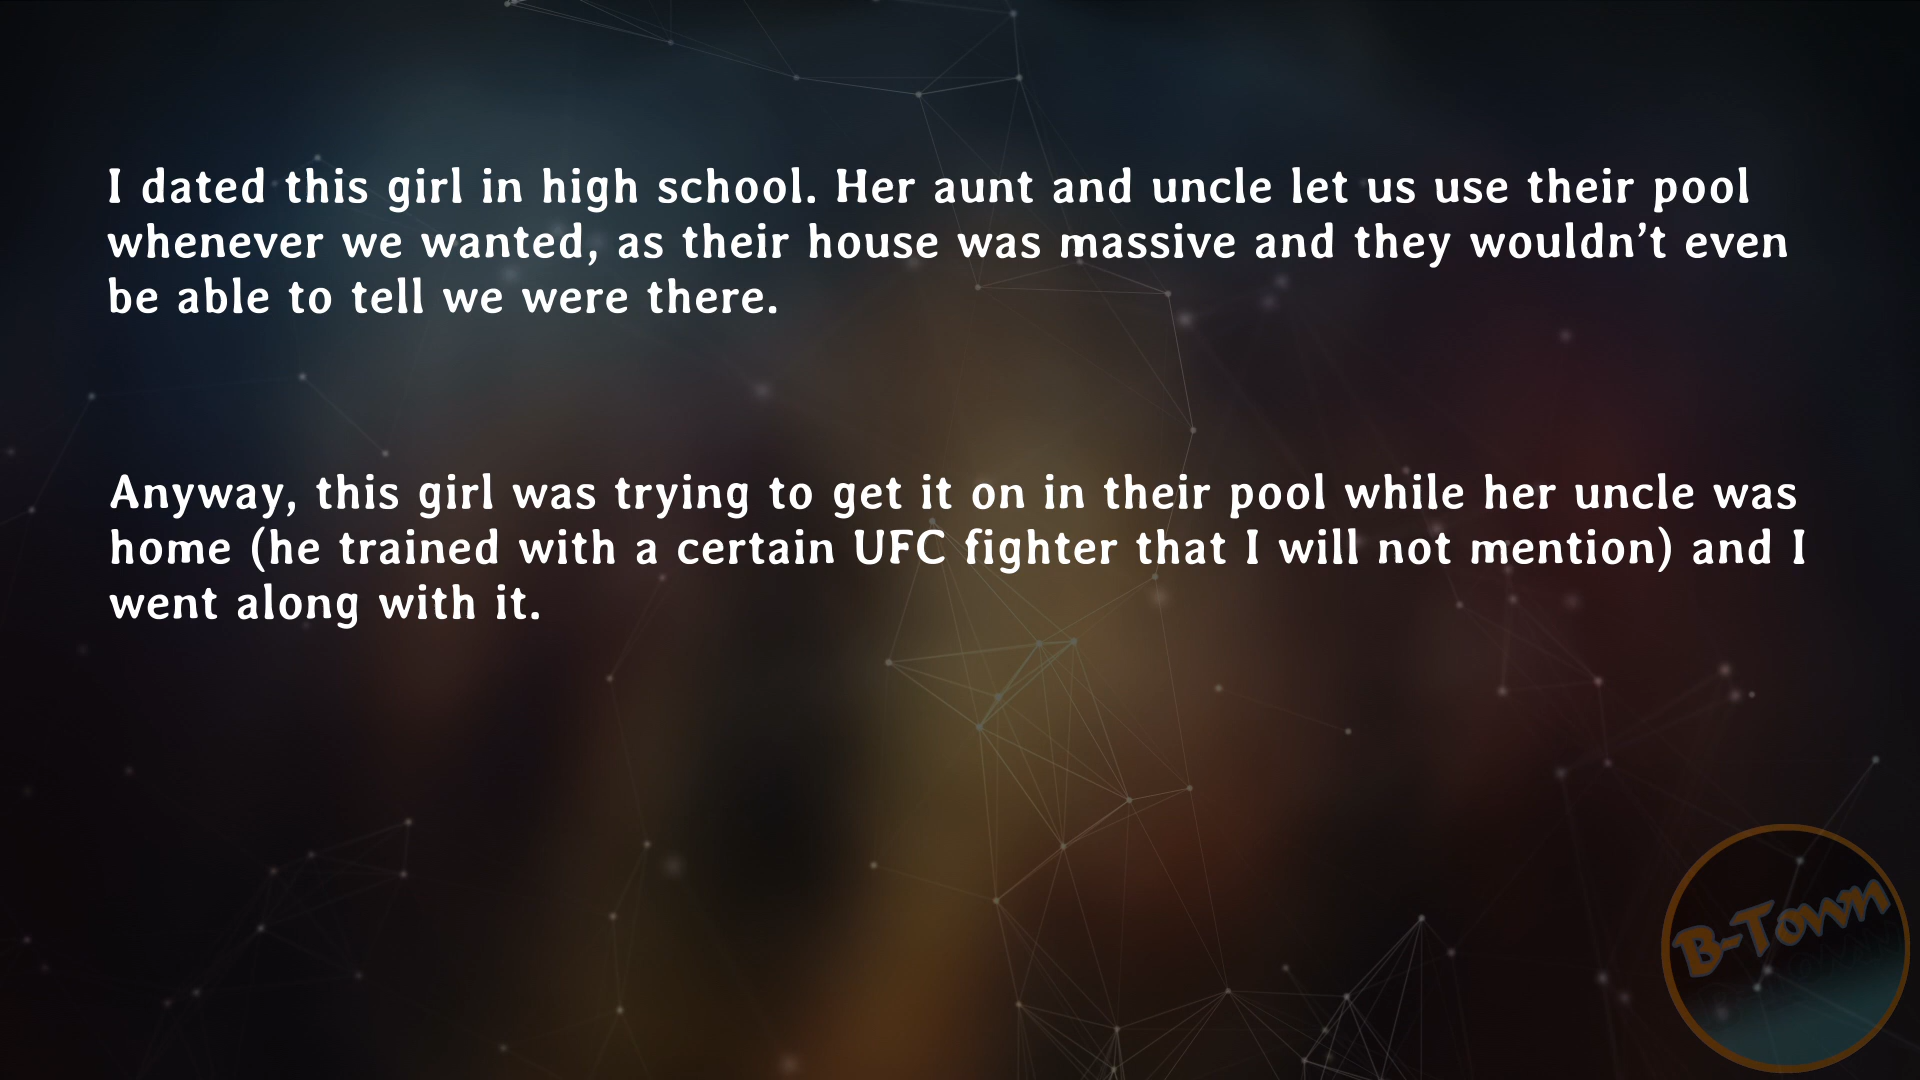 I dated this girl in high school. Her aunt and uncle let us use their pool
whenever we wanted, as their house was massive and they wouldn’t even
be able to tell we were there.
Anyway, this girl was trying to get it on in their pool while her uncle was
home (he trained with a certain UFC fighter that I will not mention) and I
went along with it.
B-Town